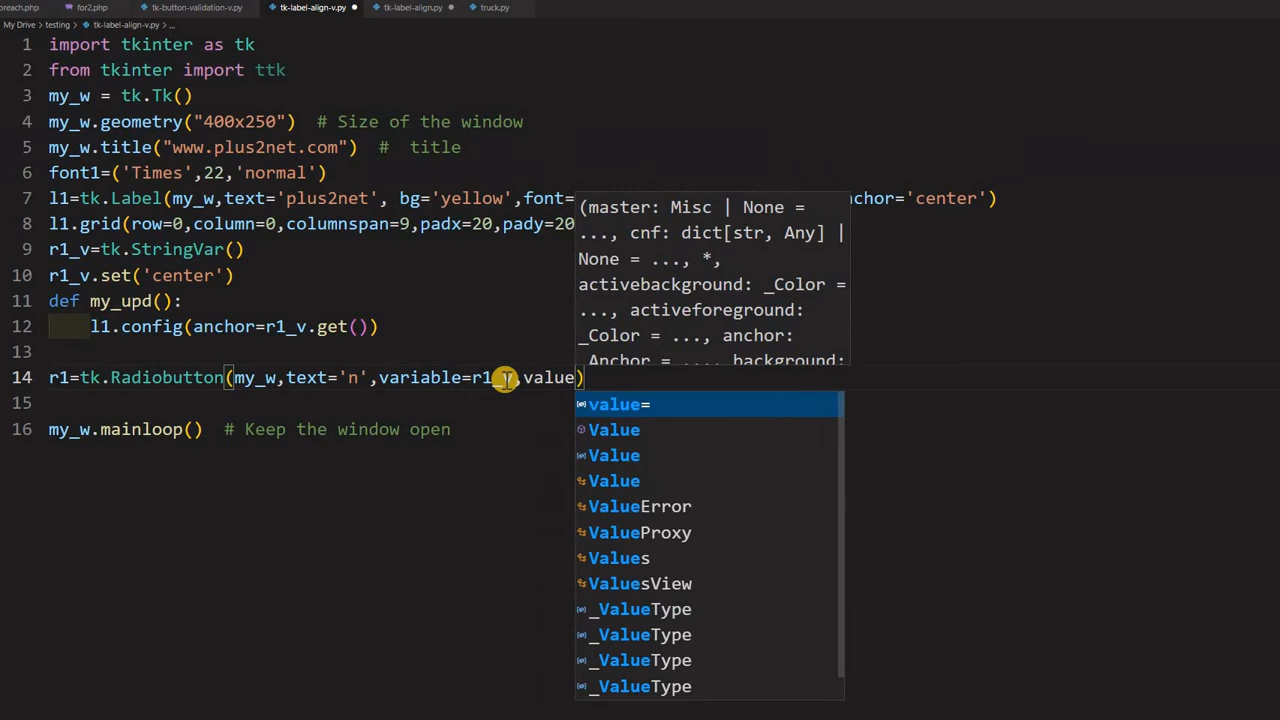 oreach.php for2.php tk-button-validation-v.py tk-label-align-v.py tk-label-align.py truck.py
My Drive > testing > tk-label-align-v.py > ...
1 import tkinter as tk
2 from tkinter import ttk
3 my_w = tk.Tk()
4 my_w.geometry("400x250") # Size of the window
5 my_w.title("www.plus2net.com") # title
6 font1=('Times',22,'normal')
7 l1=tk.Label(my_w,text='plus2net', bg='yellow',font= nchor='center')
8 l1.grid(row=0,column=0,columnspan=9,padx=20,pady=20
9 r1_v=tk.StringVar()
10 r1_v.set('center')
11 def my_upd():
12 l1.config(anchor=r1_v.get())
13
14 r1=tk.Radiobutton(my_w,text='n',variable=r1_v,value)
15
16 my_w.mainloop() # Keep the window open
(master: Misc | None =
..., cnf: dict[str, Any] |
None = ..., *,
activebackground: _Color =
..., activeforeground:
_Color = ..., anchor:
_Anchor = ..., background:
value=
Value
Value
Value
ValueError
ValueProxy
Values
ValuesView
_ValueType
_ValueType
_ValueType
_ValueType